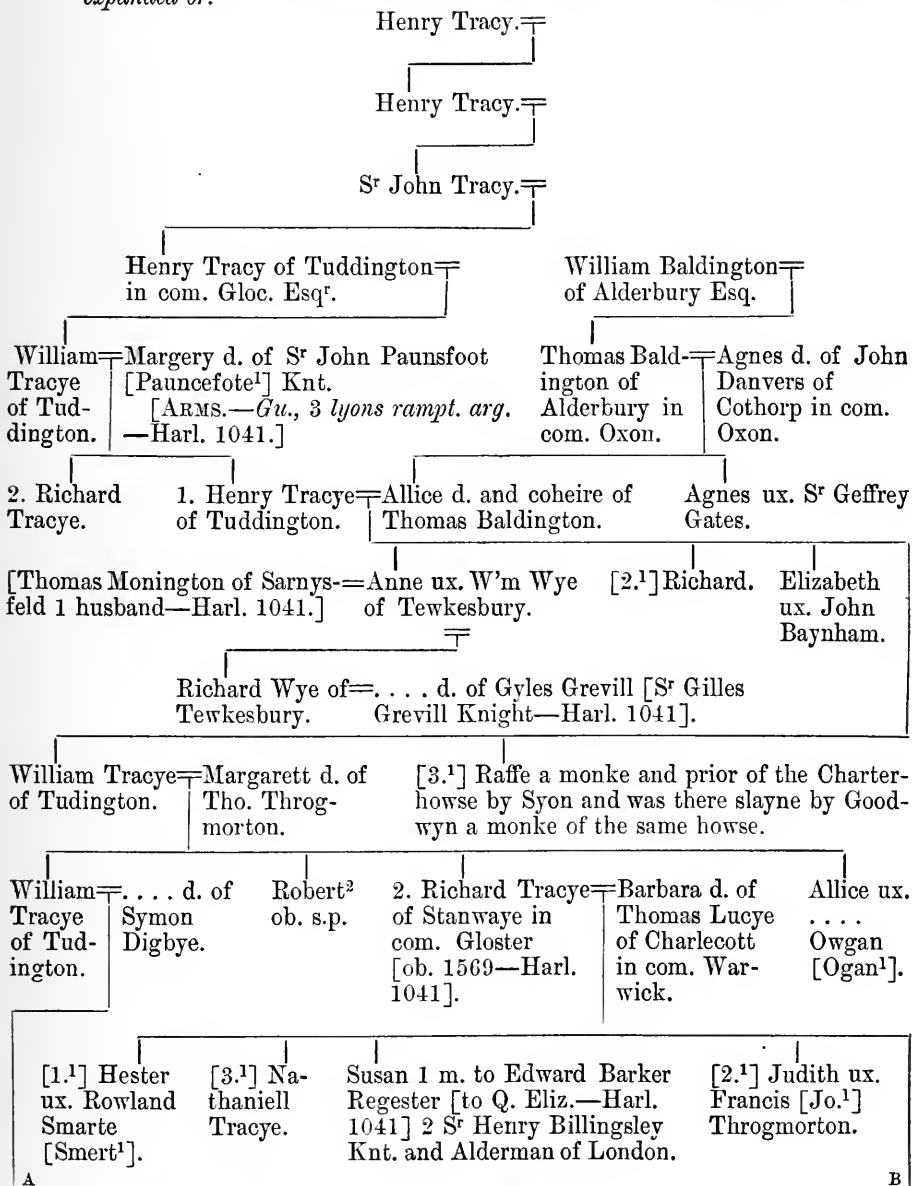 expanded or.
Henry Tracy.
Henry Tracy.
Sʳ John Tracy.
Henry Tracy of Tuddington
in com. Gloc. Esqʳ.
William Baldington
of Alderbury Esq.
William
Tracye
of Tud-
dington.
Margery d. of Sʳ John Paunsfoot
[Pauncefote¹] Knt.
[ARMS.—Gu., 3 lyons rampt. arg.
—Harl. 1041.]
Thomas Bald-
ington of
Alderbury in
com. Oxon.
Agnes d. of John
Danvers of
Cothorp in com.
Oxon.
2. Richard
Tracye.
1. Henry Tracye
of Tuddington.
Allice d. and coheire of
Thomas Baldington.
Agnes ux. Sʳ Geffrey
Gates.
[Thomas Monington of Sarnys-
feld 1 husband—Harl. 1041.]
Anne ux. W'm Wye
of Tewkesbury.
[2.¹] Richard.
Elizabeth
ux. John
Baynham.
Richard Wye of
Tewkesbury.
. . . . d. of Gyles Grevill [Sʳ Gilles
Grevill Knight—Harl. 1041].
William Tracye
of Tudington.
Margarett d. of
Tho. Throg-
morton.
[3.¹] Raffe a monke and prior of the Charter-
howse by Syon and was there slayne by Good-
wyn a monke of the same howse.
William
Tracye
of Tud-
ington.
. . . . d. of
Symon
Digbye.
Robert²
ob. s.p.
2. Richard Tracye
of Stanwaye in
com. Gloster
[ob. 1569—Harl.
1041].
Barbara d. of
Thomas Lucye
of Charlecott
in com. War-
wick.
Allice ux.
. . . .
Owgan
[Ogan¹].
[1.¹] Hester
ux. Rowland
Smarte
[Smert¹].
[3.¹] Na-
thaniell
Tracye.
Susan 1 m. to Edward Barker
Regester [to Q. Eliz.—Harl.
1041] 2 Sʳ Henry Billingsley
Knt. and Alderman of London.
[2.¹] Judith ux.
Francis [Jo.¹]
Throgmorton.
A
B